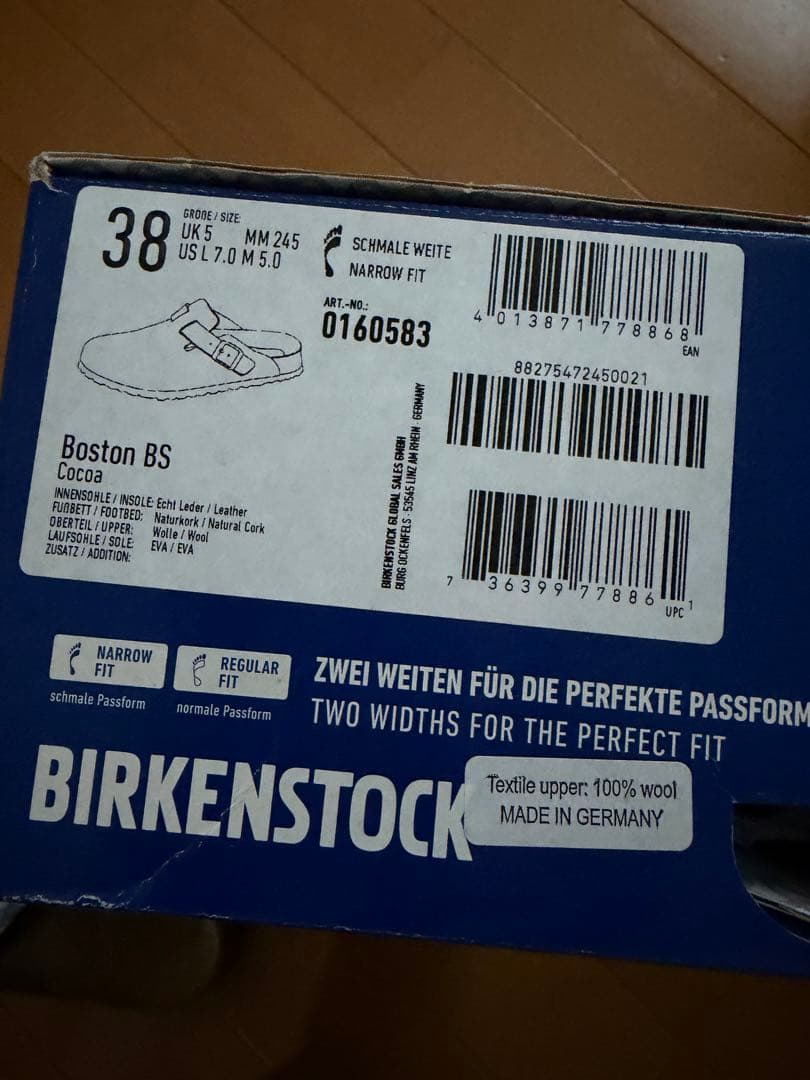 38
GRÖßE / SIZE:
UK 5 MM 245
US L 7.0 M 5.0
SCHMALE WEITE
NARROW FIT
ART.-NO.:
0160583
4 013871 778868
EAN
88275472450021
7 36399 77886 1
UPC
BIRKENSTOCK GLOBAL SALES GMBH
BURG OCKENFELS · 53545 LINZ AM RHEIN · GERMANY
Boston BS
Cocoa
INNENSOHLE / INSOLE: Echt Leder / Leather
FUßBETT / FOOTBED: Naturkork / Natural Cork
OBERTEIL / UPPER: Wolle / Wool
LAUFSOHLE / SOLE: EVA / EVA
ZUSATZ / ADDITION:
NARROW
FIT
schmale Passform
REGULAR
FIT
normale Passform
ZWEI WEITEN FÜR DIE PERFEKTE PASSFORM
TWO WIDTHS FOR THE PERFECT FIT
BIRKENSTOCK
Textile upper: 100% wool
MADE IN GERMANY